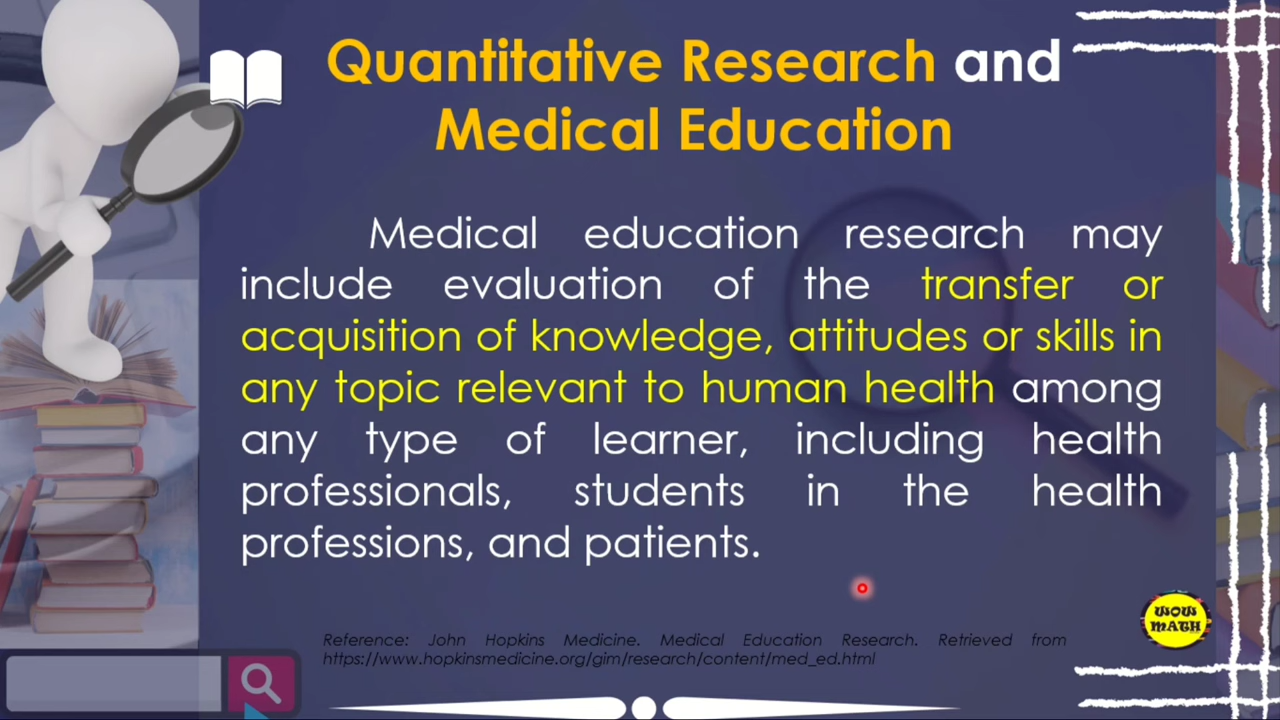 Quantitative Research and
Medical Education
Medical education research may
include evaluation of the transfer or
acquisition of knowledge, attitudes or skills in
any topic relevant to human health among
any type of learner, including health
professionals, students in the health
professions, and patients.
Reference: John Hopkins Medicine. Medical Education Research. Retrieved from
https://www.hopkinsmedicine.org/gim/research/content/med_ed.html
WOW
MATH